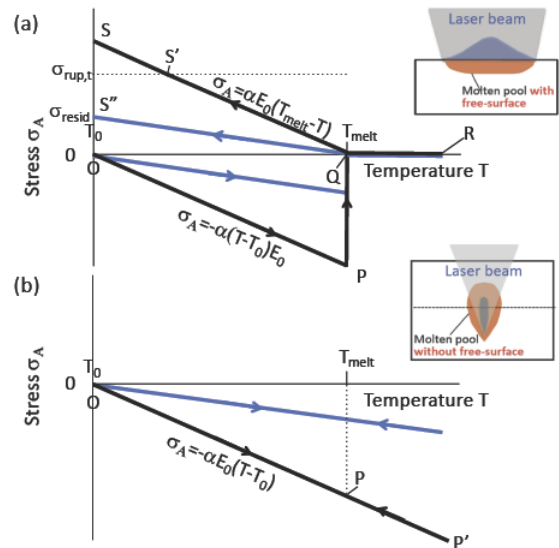 (a)
S
S'
σrup,t
σA=αE0(Tmelt-T)
σresid
S"
T0
0
O
Stress σA
Tmelt
R
Q
Temperature T
σA=-α(T-T0)E0
P
Laser beam
Molten pool with
free-surface
(b)
T0
0
O
Stress σA
Tmelt
Temperature T
σA=-αE0(T-T0)
P
P'
Laser beam
Molten pool
without free-surface